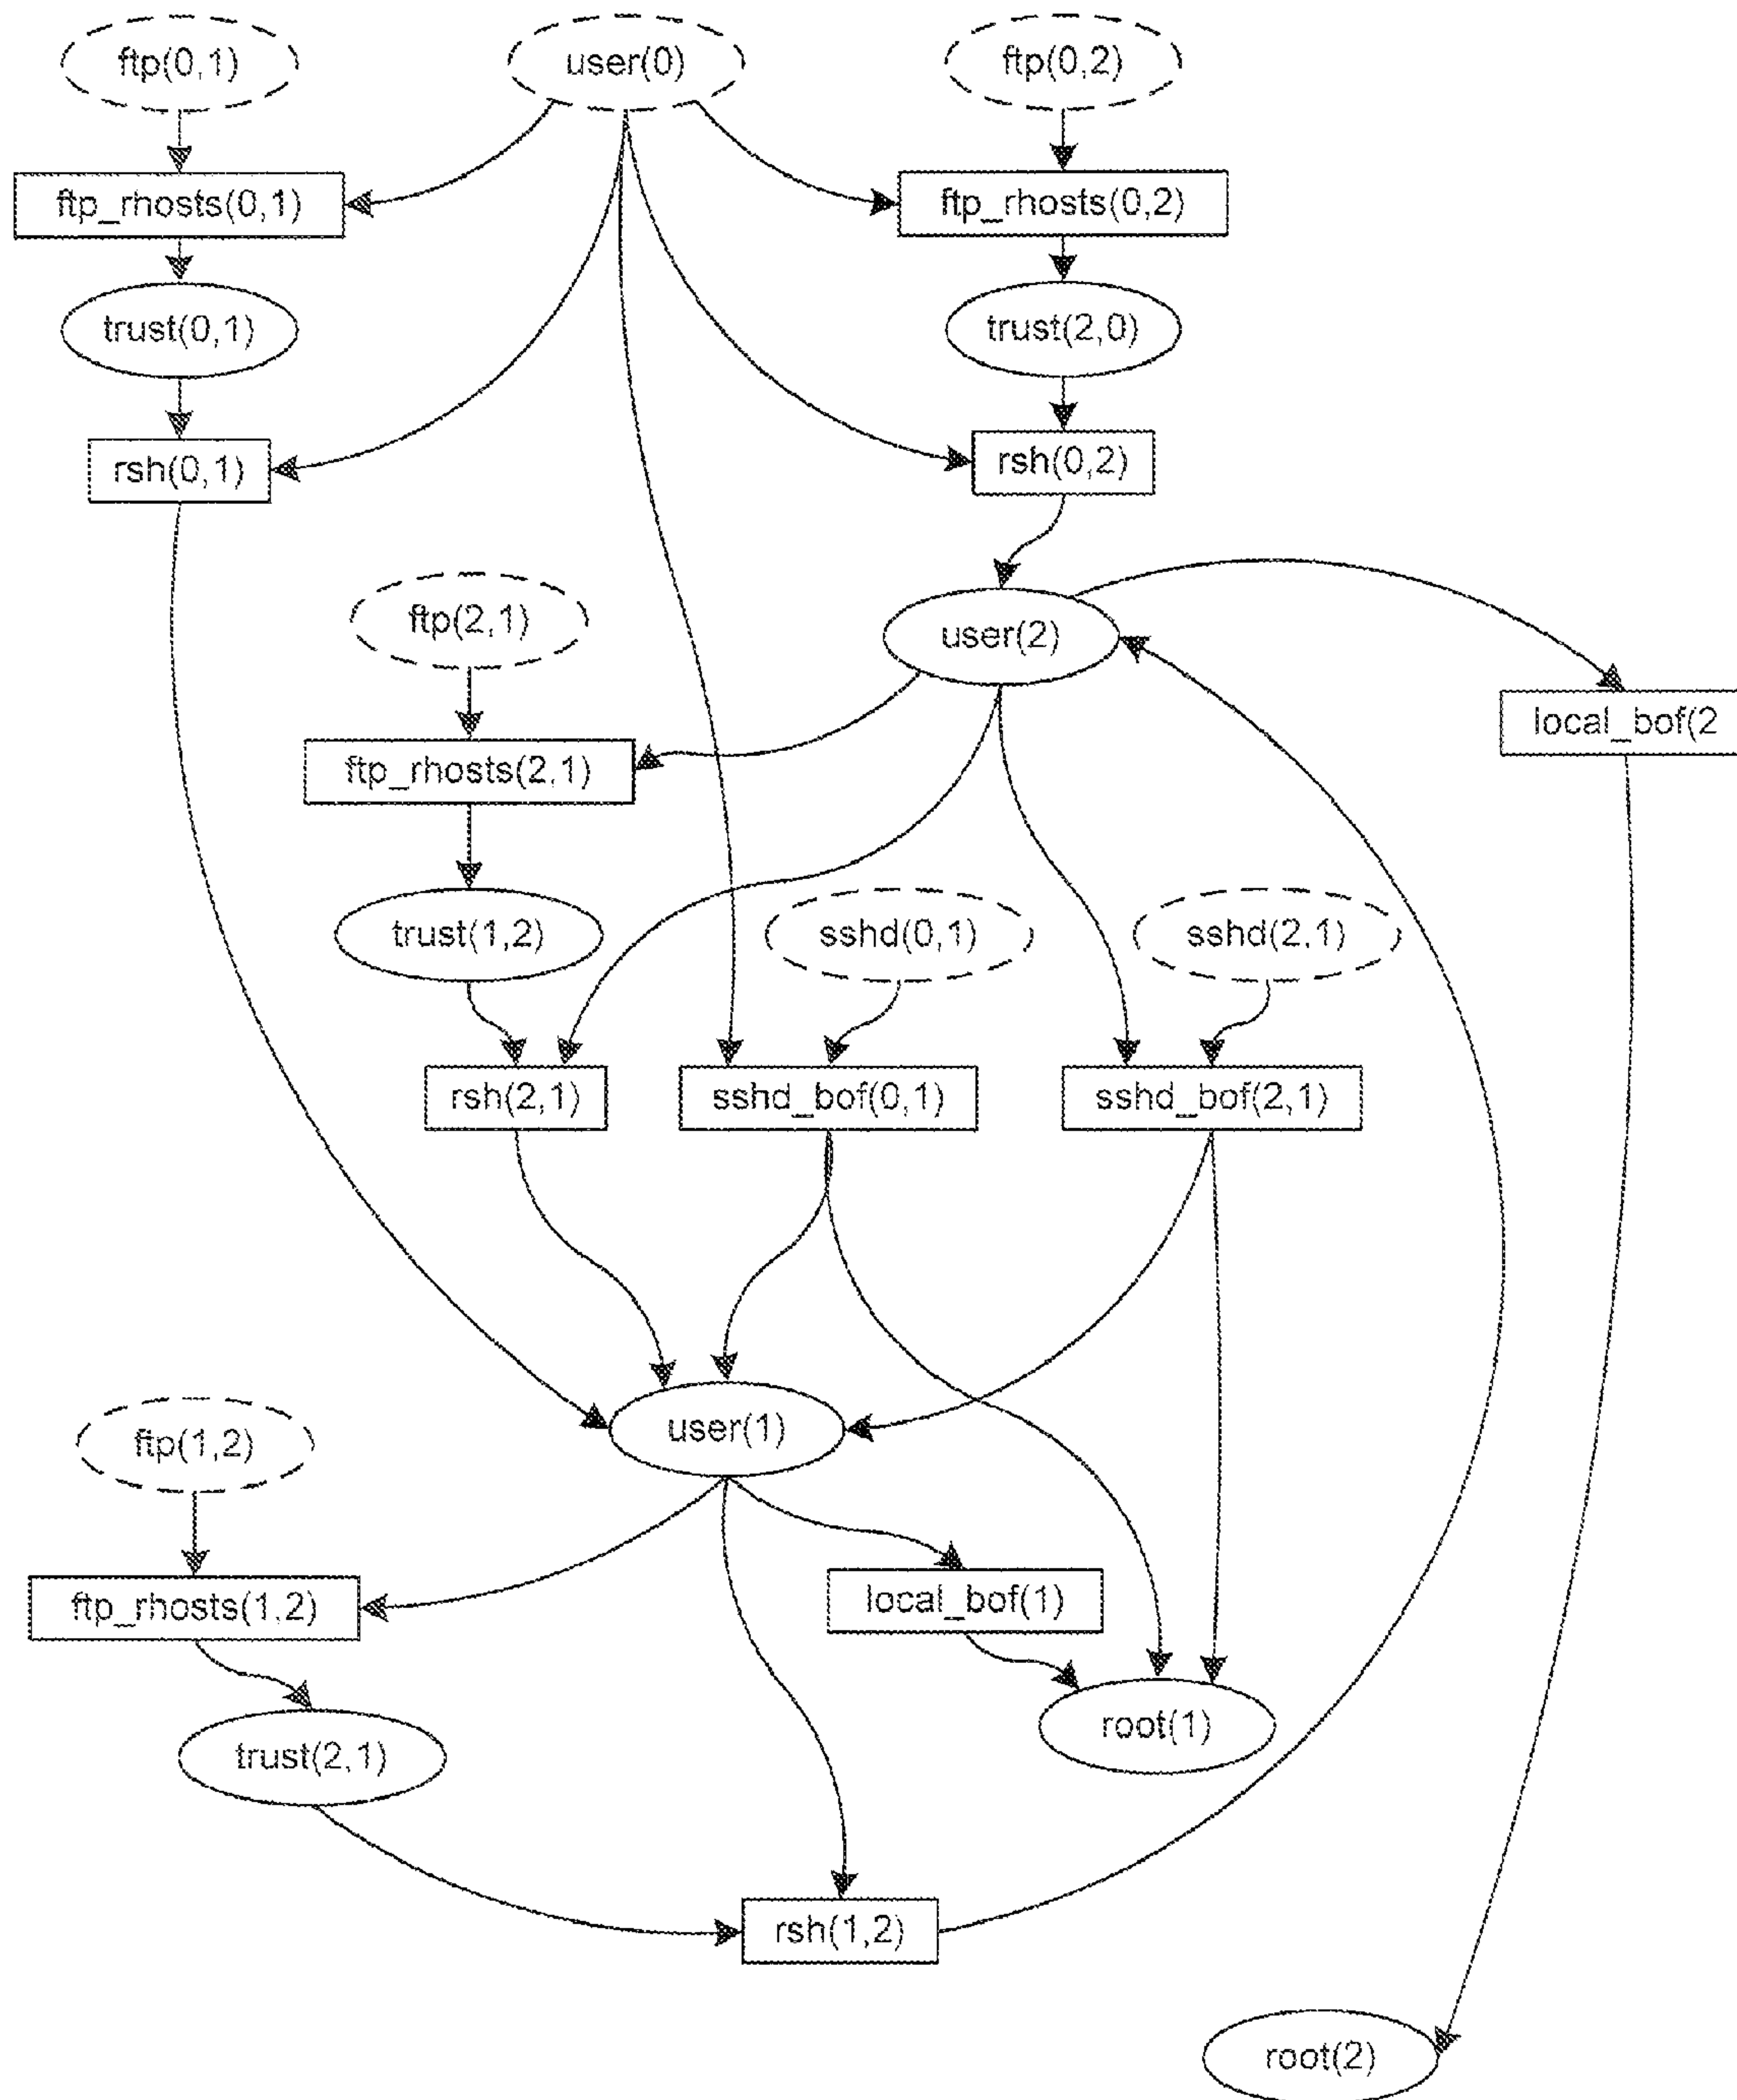 ftp(0,1)
user(0)
ftp(0,2)
ftp_rhosts(0,1)
ftp_rhosts(0,2)
trust(0,1)
trust(2,0)
rsh(0,1)
rsh(0,2)
ftp(2,1)
user(2)
local_bof(2
ftp_rhosts(2,1)
trust(1,2)
sshd(0,1)
sshd(2,1)
rsh(2,1)
sshd_bof(0,1)
sshd_bof(2,1)
user(1)
ftp(1,2)
ftp_rhosts(1,2)
local_bof(1)
root(1)
trust(2,1)
rsh(1,2)
root(2)